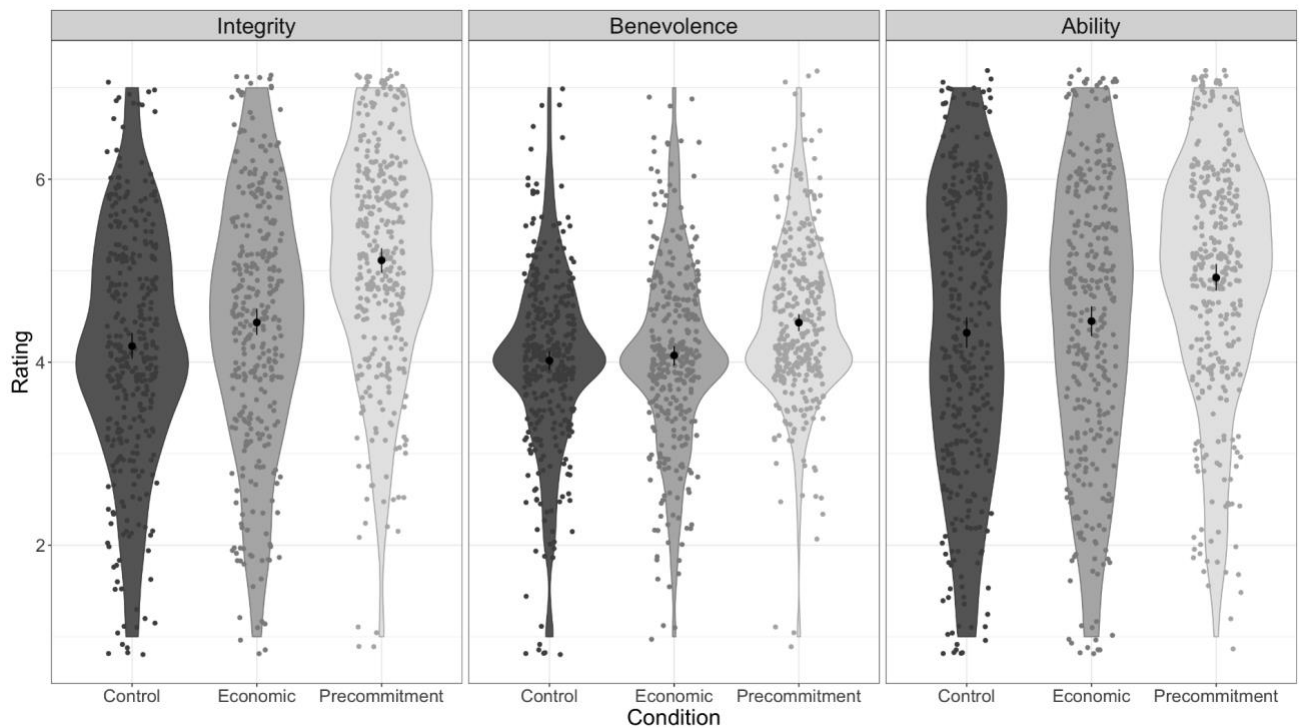 Integrity Benevolence Ability
Rating
6
4
2
Control Economic Precommitment Control Economic Precommitment Control Economic Precommitment
Condition